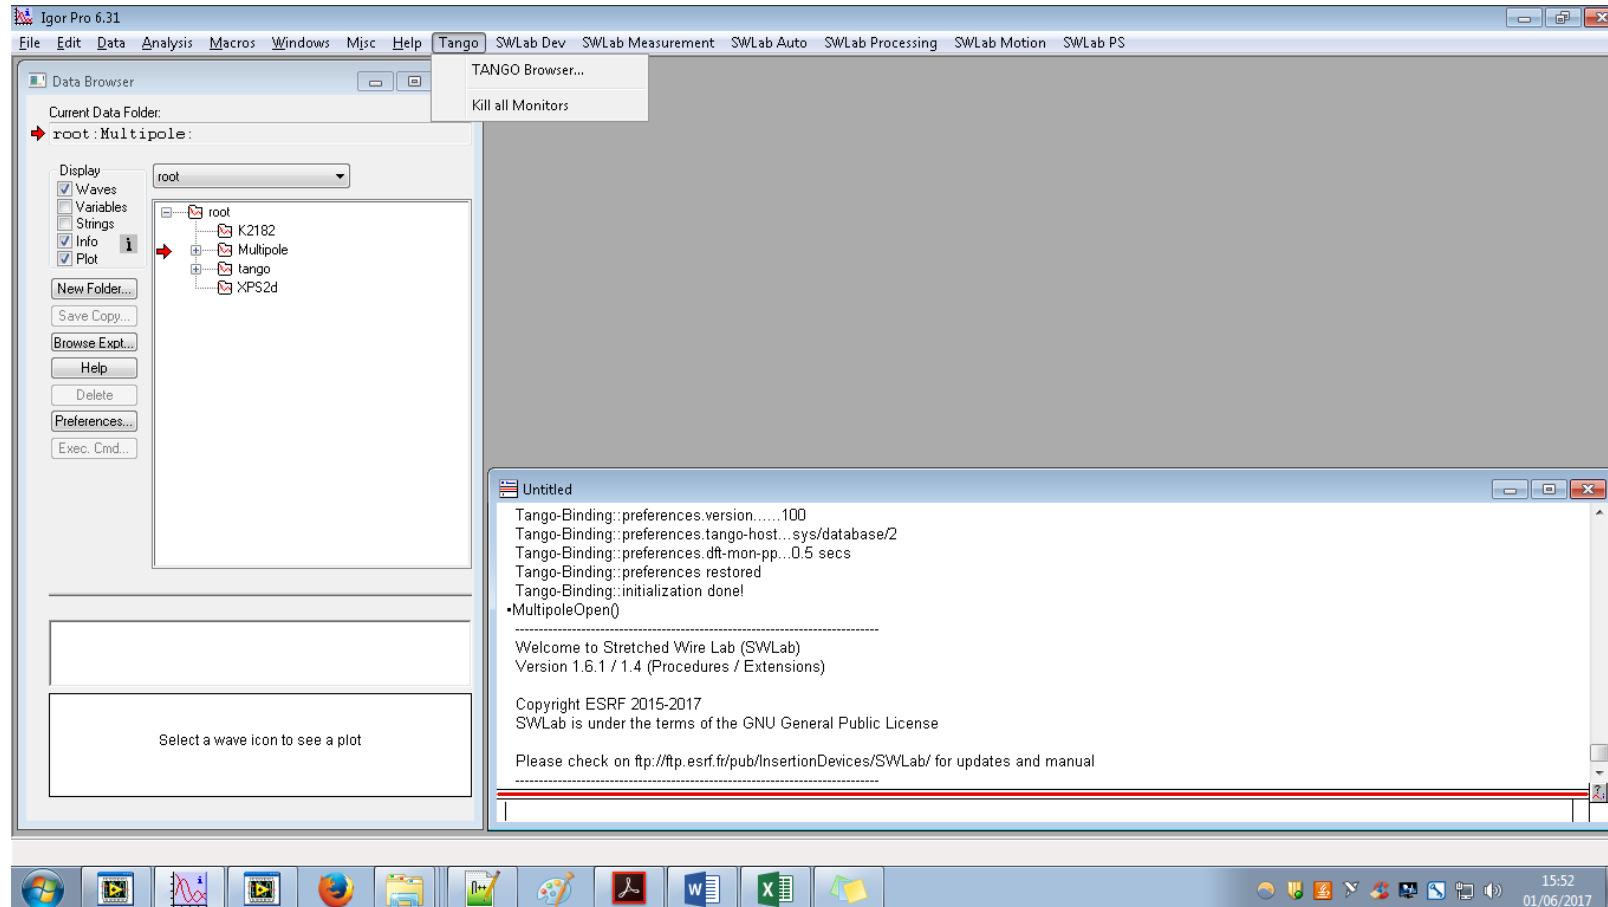 Igor Pro 6.31
File Edit Data Analysis Macros Windows Misc Help Tango SWLab Dev SWLab Measurement SWLab Auto SWLab Processing SWLab Motion SWLab PS
TANGO Browser...
Kill all Monitors
Data Browser
Current Data Folder:
root:Multipole:
Display
Waves
Variables
Strings
Info
Plot
root
root
K2182
Multipole
tango
XPS2d
New Folder...
Save Copy...
Browse Expt...
Help
Delete
Preferences...
Exec. Cmd...
Select a wave icon to see a plot
Untitled
Tango-Binding::preferences.version......100
Tango-Binding::preferences.tango-host...sys/database/2
Tango-Binding::preferences.dft-mon-pp...0.5 secs
Tango-Binding::preferences restored
Tango-Binding::initialization done!
•MultipoleOpen()
--------------------------------------------------------------------------------
Welcome to Stretched Wire Lab (SWLab)
Version 1.6.1 / 1.4 (Procedures / Extensions)
Copyright ESRF 2015-2017
SWLab is under the terms of the GNU General Public License
Please check on ftp://ftp.esrf.fr/pub/InsertionDevices/SWLab/ for updates and manual
--------------------------------------------------------------------------------
15:52
01/06/2017